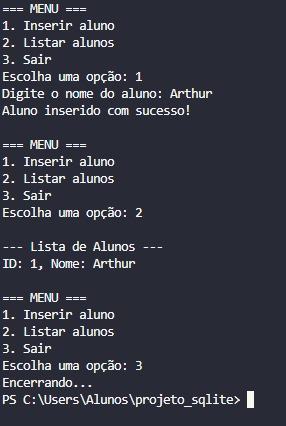 === MENU ===
1. Inserir aluno
2. Listar alunos
3. Sair
Escolha uma opção: 1
Digite o nome do aluno: Arthur
Aluno inserido com sucesso!
=== MENU ===
1. Inserir aluno
2. Listar alunos
3. Sair
Escolha uma opção: 2
--- Lista de Alunos ---
ID: 1, Nome: Arthur
=== MENU ===
1. Inserir aluno
2. Listar alunos
3. Sair
Escolha uma opção: 3
Encerrando...
PS C:\Users\Alunos\projeto_sqlite>